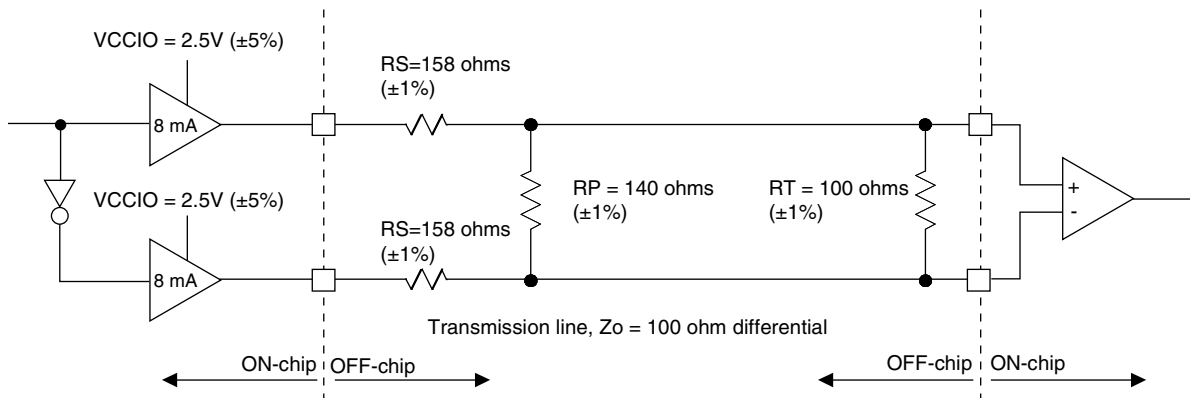 VCCIO = 2.5V (±5%)
8 mA
RS=158 ohms
(±1%)
VCCIO = 2.5V (±5%)
8 mA
RS=158 ohms
(±1%)
RP = 140 ohms
(±1%)
RT = 100 ohms
(±1%)
+
-
Transmission line, Zo = 100 ohm differential
ON-chip
OFF-chip
OFF-chip
ON-chip